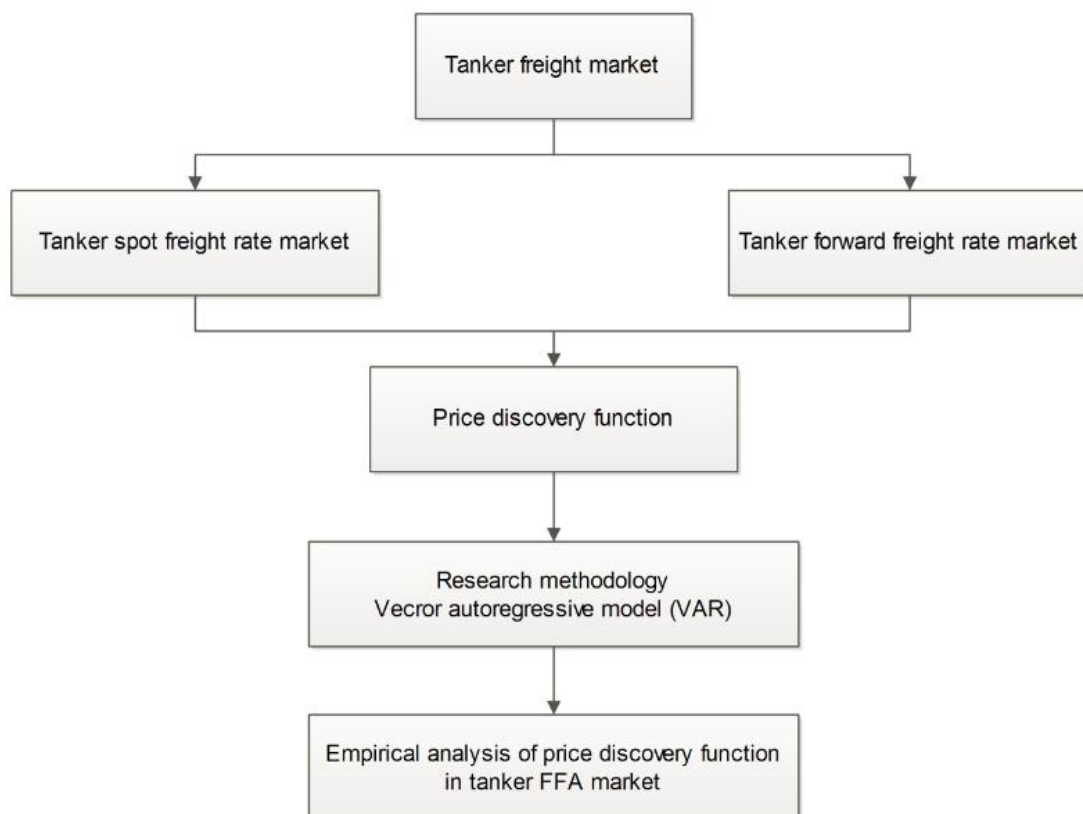 Tanker freight market
Tanker spot freight rate market
Tanker forward freight rate market
Price discovery function
Research methodology
Vecror autoregressive model (VAR)
Empirical analysis of price discovery function
in tanker FFA market